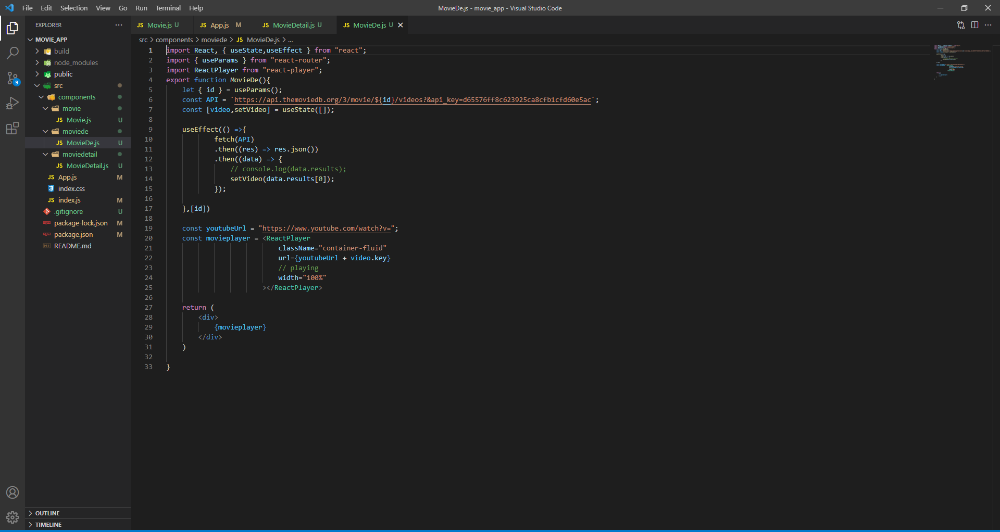 File Edit Selection View Go Run Terminal Help
MovieDe.js - movie_app - Visual Studio Code
EXPLORER
MOVIE_APP
build
node_modules
public
src
components
movie
JS Movie.js U
moviede
JS MovieDe.js U
moviedetail
JS MovieDetail.js U
JS App.js M
index.css
JS index.js M
.gitignore U
package-lock.json M
package.json M
README.md
OUTLINE
TIMELINE
9
JS Movie.js U JS App.js M JS MovieDetail.js U JS MovieDe.js U
src > components > moviede > JS MovieDe.js > ...
1 import React, { useState,useEffect } from "react";
2 import { useParams } from "react-router";
3 import ReactPlayer from "react-player";
4 export function MovieDe(){
5 let { id } = useParams();
6 const API = `https://api.themoviedb.org/3/movie/${id}/videos?&api_key=d65576ff8c623925ca8cfb1cfd60e5ac`;
7 const [video,setVideo] = useState([]);
8
9 useEffect(() =>{
10 fetch(API)
11 .then((res) => res.json())
12 .then((data) => {
13 // console.log(data.results);
14 setVideo(data.results[0]);
15 });
16
17 },[id])
18
19 const youtubeUrl = "https://www.youtube.com/watch?v=";
20 const movieplayer = <ReactPlayer
21 className="container-fluid"
22 url={youtubeUrl + video.key}
23 // playing
24 width="100%"
25 ></ReactPlayer>
26
27 return (
28 <div>
29 {movieplayer}
30 </div>
31 )
32
33 }